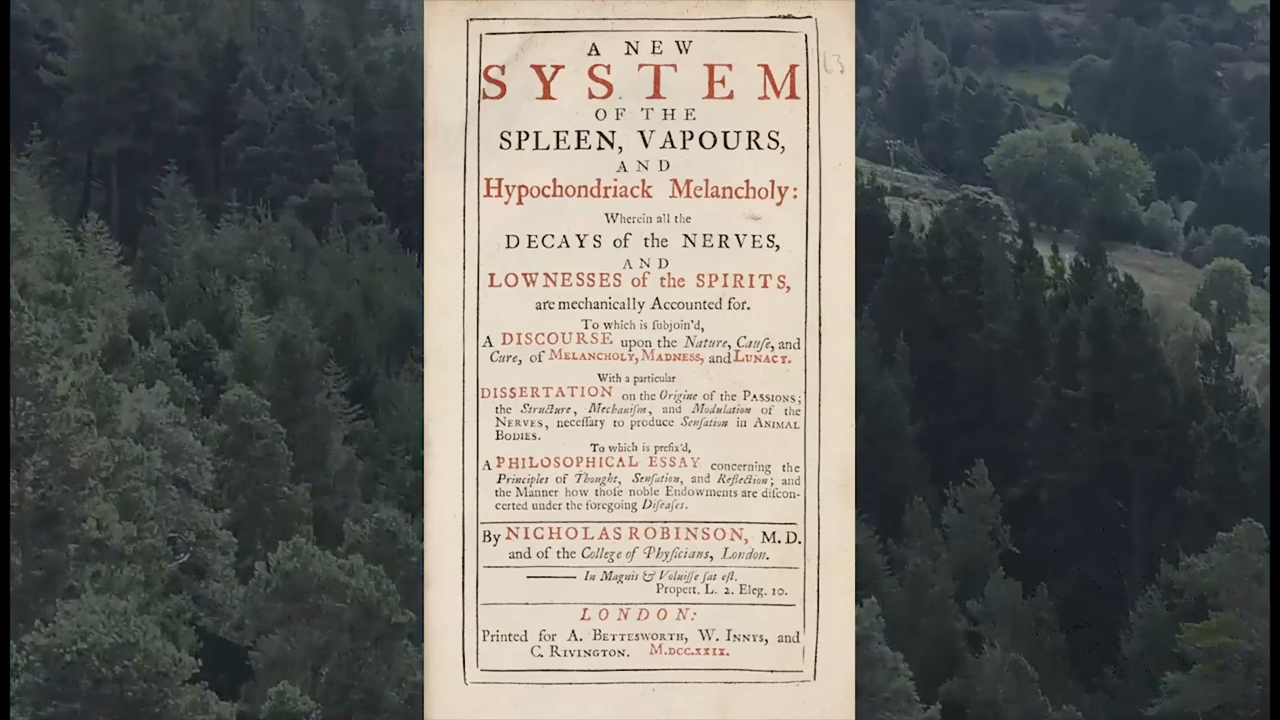 A NEW
SYSTEM
OF THE
SPLEEN, VAPOURS,
AND
Hypochondriack Melancholy:
Wherein all the
DECAYS of the NERVES,
AND
LOWNESSES of the SPIRITS,
are mechanically Accounted for.
To which is ſubjoin'd,
A DISCOURSE upon the Nature, Cauſe, and
Cure, of MELANCHOLY, MADNESS, and LUNACY.
With a particular
DISSERTATION on the Origine of the PASSIONS;
the Structure, Mechaniſm, and Modulation of the
NERVES, neceſſary to produce Senſation in ANIMAL
BODIES.
To which is prefix'd,
A PHILOSOPHICAL ESSAY concerning the
Principles of Thought, Senſation, and Reflection; and
the Manner how thoſe noble Endowments are diſcon-
certed under the foregoing Diſeaſes.
By NICHOLAS ROBINSON, M. D.
and of the College of Phyſicians, London.
In Magnis & Voluiſſe ſat eſt.
Propert. L. 2. Eleg. 10.
LONDON:
Printed for A. BETTESWORTH, W. INNYS, and
C. RIVINGTON. M.DCC.XXIX.
63